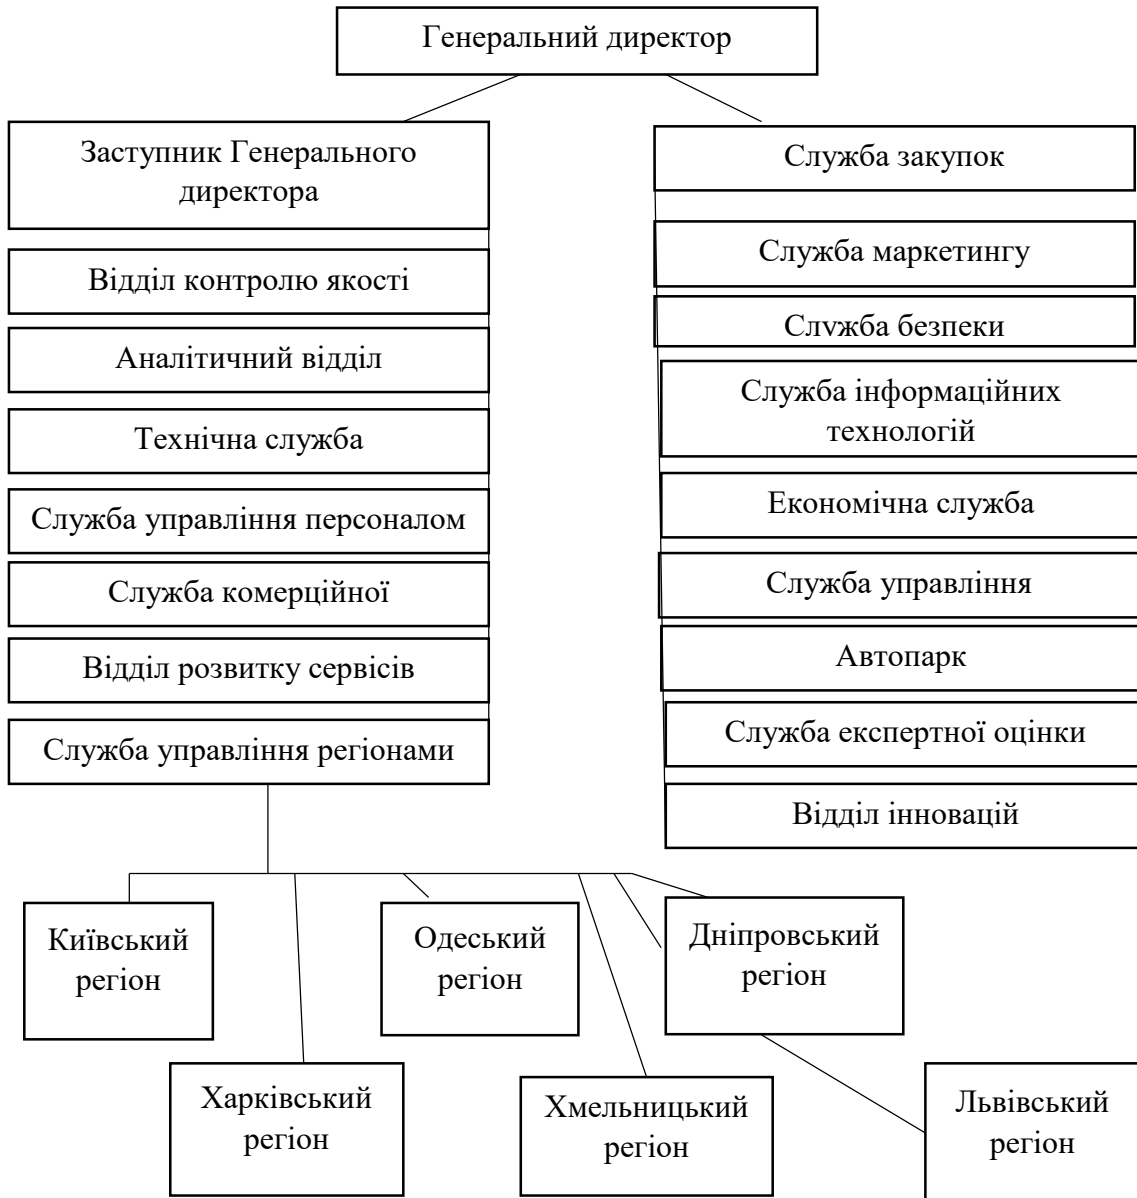 Генеральний директор
Заступник Генерального
директора
Відділ контролю якості
Аналітичний відділ
Технічна служба
Служба управління персоналом
Служба комерційної
Відділ розвитку сервісів
Служба управління регіонами
Служба закупок
Служба маркетингу
Служба безпеки
Служба інформаційних
технологій
Економічна служба
Служба управління
Автопарк
Служба експертної оцінки
Відділ інновацій
Київський
регіон
Одеський
регіон
Дніпровський
регіон
Харківський
регіон
Хмельницький
регіон
Львівський
регіон